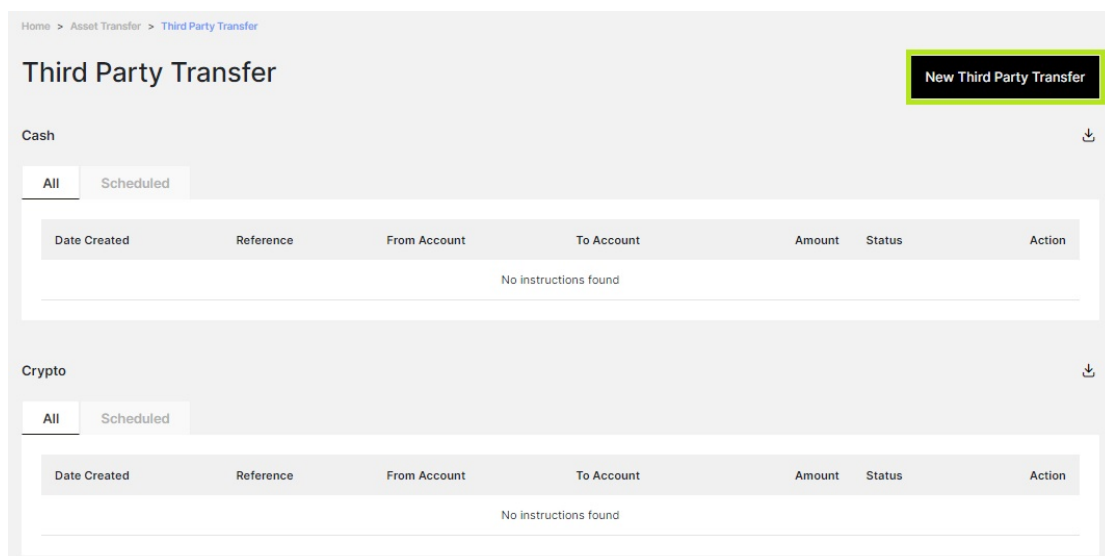 Home > Asset Transfer > Third Party Transfer
Third Party Transfer
New Third Party Transfer
Cash
All Scheduled
Date Created Reference From Account To Account Amount Status Action
No instructions found
Crypto
All Scheduled
Date Created Reference From Account To Account Amount Status Action
No instructions found